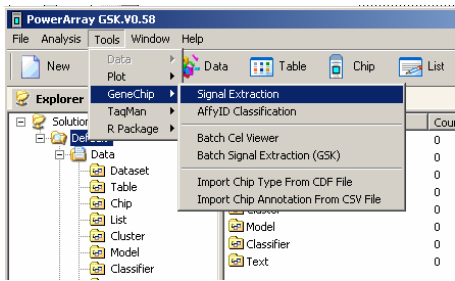 PowerArray GSK.V0.58
File Analysis Tools Window Help
New Data Table Chip List
Data
Plot
GeneChip
TaqMan
R Package
Signal Extraction
AffyID Classification
Batch Cel Viewer
Batch Signal Extraction (GSK)
Import Chip Type From CDF File
Import Chip Annotation From CSV File
Explorer
Solution
Data
Dataset
Table
Chip
List
Cluster
Model
Classifier
Cou
0
0
0
0
0
Cluster 0
Model 0
Classifier 0
Text 0